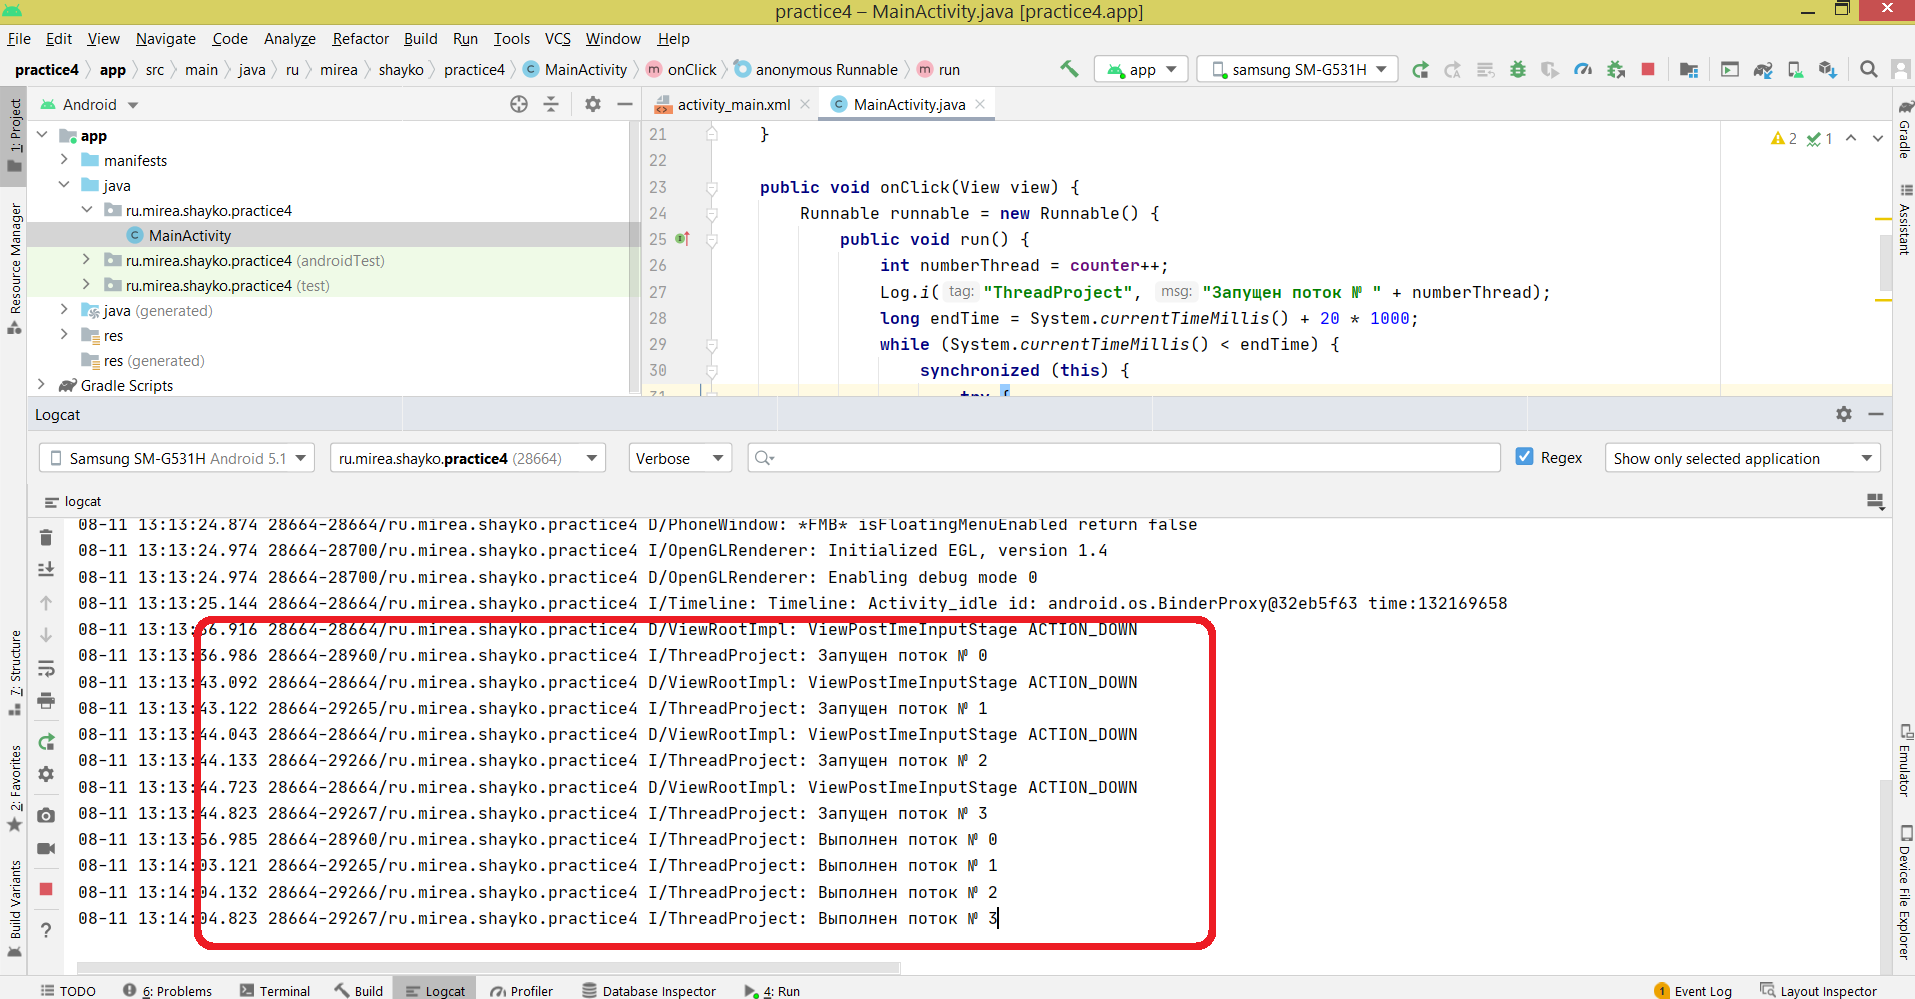 practice4 – MainActivity.java [practice4.app]
File Edit View Navigate Code Analyze Refactor Build Run Tools VCS Window Help
practice4 app src main java ru mirea shayko practice4 MainActivity onClick anonymous Runnable run app samsung SM-G531H
1: Project
Resource Manager
7: Structure
2: Favorites
Build Variants
Android
app
manifests
java
ru.mirea.shayko.practice4
MainActivity
ru.mirea.shayko.practice4 (androidTest)
ru.mirea.shayko.practice4 (test)
java (generated)
res
res (generated)
Gradle Scripts
activity_main.xml MainActivity.java
2 1
21 }
22
23 public void onClick(View view) {
24 Runnable runnable = new Runnable() {
25 public void run() {
26 int numberThread = counter++;
27 Log.i( tag: "ThreadProject", msg: "Запущен поток № " + numberThread);
28 long endTime = System.currentTimeMillis() + 20 * 1000;
29 while (System.currentTimeMillis() < endTime) {
30 synchronized (this) {
31 try {
Gradle
Assistant
Emulator
Device File Explorer
Logcat
Samsung SM-G531H Android 5.1 ru.mirea.shayko.practice4 (28664) Verbose Regex Show only selected application
logcat
08-11 13:13:24.874 28664-28664/ru.mirea.shayko.practice4 D/PhoneWindow: *FMB* isFloatingMenuEnabled return false
08-11 13:13:24.974 28664-28700/ru.mirea.shayko.practice4 I/OpenGLRenderer: Initialized EGL, version 1.4
08-11 13:13:24.974 28664-28700/ru.mirea.shayko.practice4 D/OpenGLRenderer: Enabling debug mode 0
08-11 13:13:25.144 28664-28664/ru.mirea.shayko.practice4 I/Timeline: Timeline: Activity_idle id: android.os.BinderProxy@32eb5f63 time:132169658
08-11 13:13:36.916 28664-28664/ru.mirea.shayko.practice4 D/ViewRootImpl: ViewPostImeInputStage ACTION_DOWN
08-11 13:13:36.986 28664-28960/ru.mirea.shayko.practice4 I/ThreadProject: Запущен поток № 0
08-11 13:13:43.092 28664-28664/ru.mirea.shayko.practice4 D/ViewRootImpl: ViewPostImeInputStage ACTION_DOWN
08-11 13:13:43.122 28664-29265/ru.mirea.shayko.practice4 I/ThreadProject: Запущен поток № 1
08-11 13:13:44.043 28664-28664/ru.mirea.shayko.practice4 D/ViewRootImpl: ViewPostImeInputStage ACTION_DOWN
08-11 13:13:44.133 28664-29266/ru.mirea.shayko.practice4 I/ThreadProject: Запущен поток № 2
08-11 13:13:44.723 28664-28664/ru.mirea.shayko.practice4 D/ViewRootImpl: ViewPostImeInputStage ACTION_DOWN
08-11 13:13:44.823 28664-29267/ru.mirea.shayko.practice4 I/ThreadProject: Запущен поток № 3
08-11 13:13:56.985 28664-28960/ru.mirea.shayko.practice4 I/ThreadProject: Выполнен поток № 0
08-11 13:14:03.121 28664-29265/ru.mirea.shayko.practice4 I/ThreadProject: Выполнен поток № 1
08-11 13:14:04.132 28664-29266/ru.mirea.shayko.practice4 I/ThreadProject: Выполнен поток № 2
08-11 13:14:04.823 28664-29267/ru.mirea.shayko.practice4 I/ThreadProject: Выполнен поток № 3
TODO 6: Problems Terminal Build Logcat Profiler Database Inspector 4: Run 1 Event Log Layout Inspector